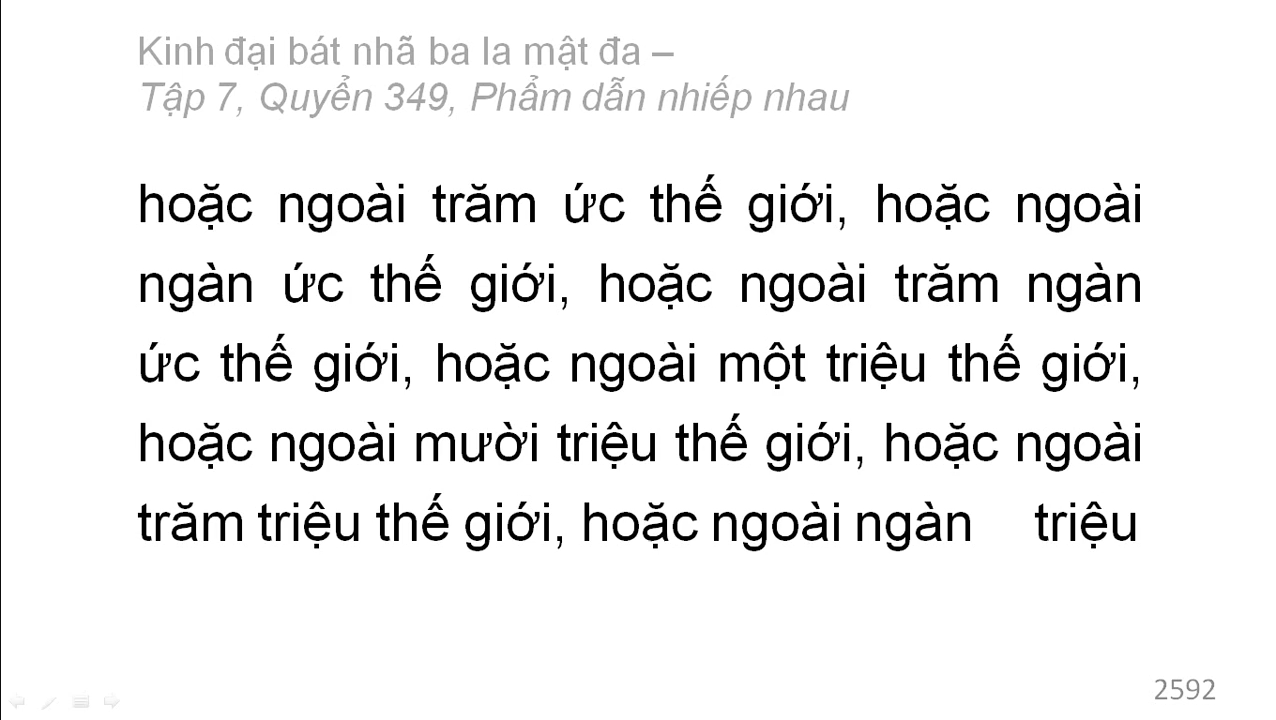 Kinh đại bát nhã ba la mật đa –
Tập 7, Quyển 349, Phẩm dẫn nhiếp nhau
hoặc ngoài trăm ức thế giới, hoặc ngoài
ngàn ức thế giới, hoặc ngoài trăm ngàn
ức thế giới, hoặc ngoài một triệu thế giới,
hoặc ngoài mười triệu thế giới, hoặc ngoài
trăm triệu thế giới, hoặc ngoài ngàn triệu
2592